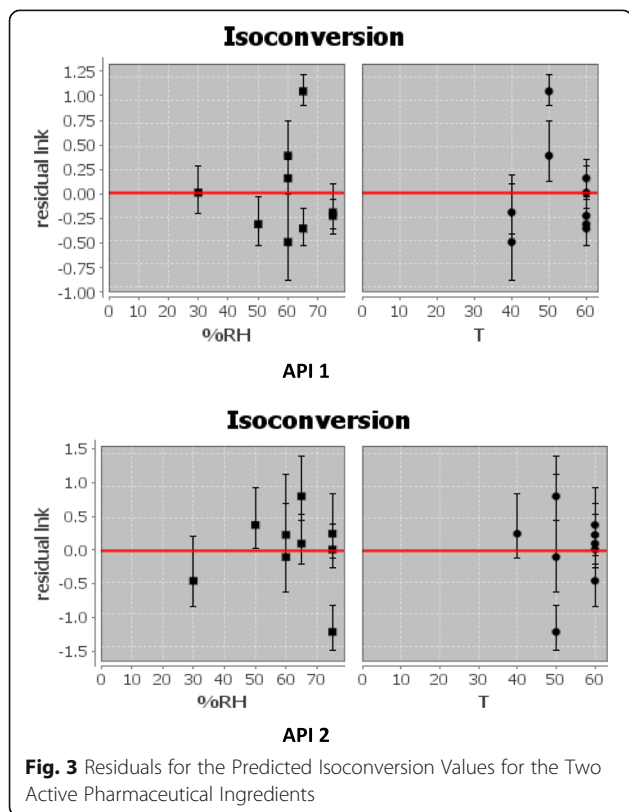 Isoconversion
residual lnk
1.25
1.00
0.75
0.50
0.25
0.00
-0.25
-0.50
-0.75
-1.00
0 10 20 30 40 50 60 70
0 10 20 30 40 50 60
%RH
T
API 1
Isoconversion
residual lnk
1.5
1.0
0.5
0.0
-0.5
-1.0
-1.5
0 10 20 30 40 50 60 70
0 10 20 30 40 50 60
%RH
T
API 2
Fig. 3 Residuals for the Predicted Isoconversion Values for the Two
Active Pharmaceutical Ingredients